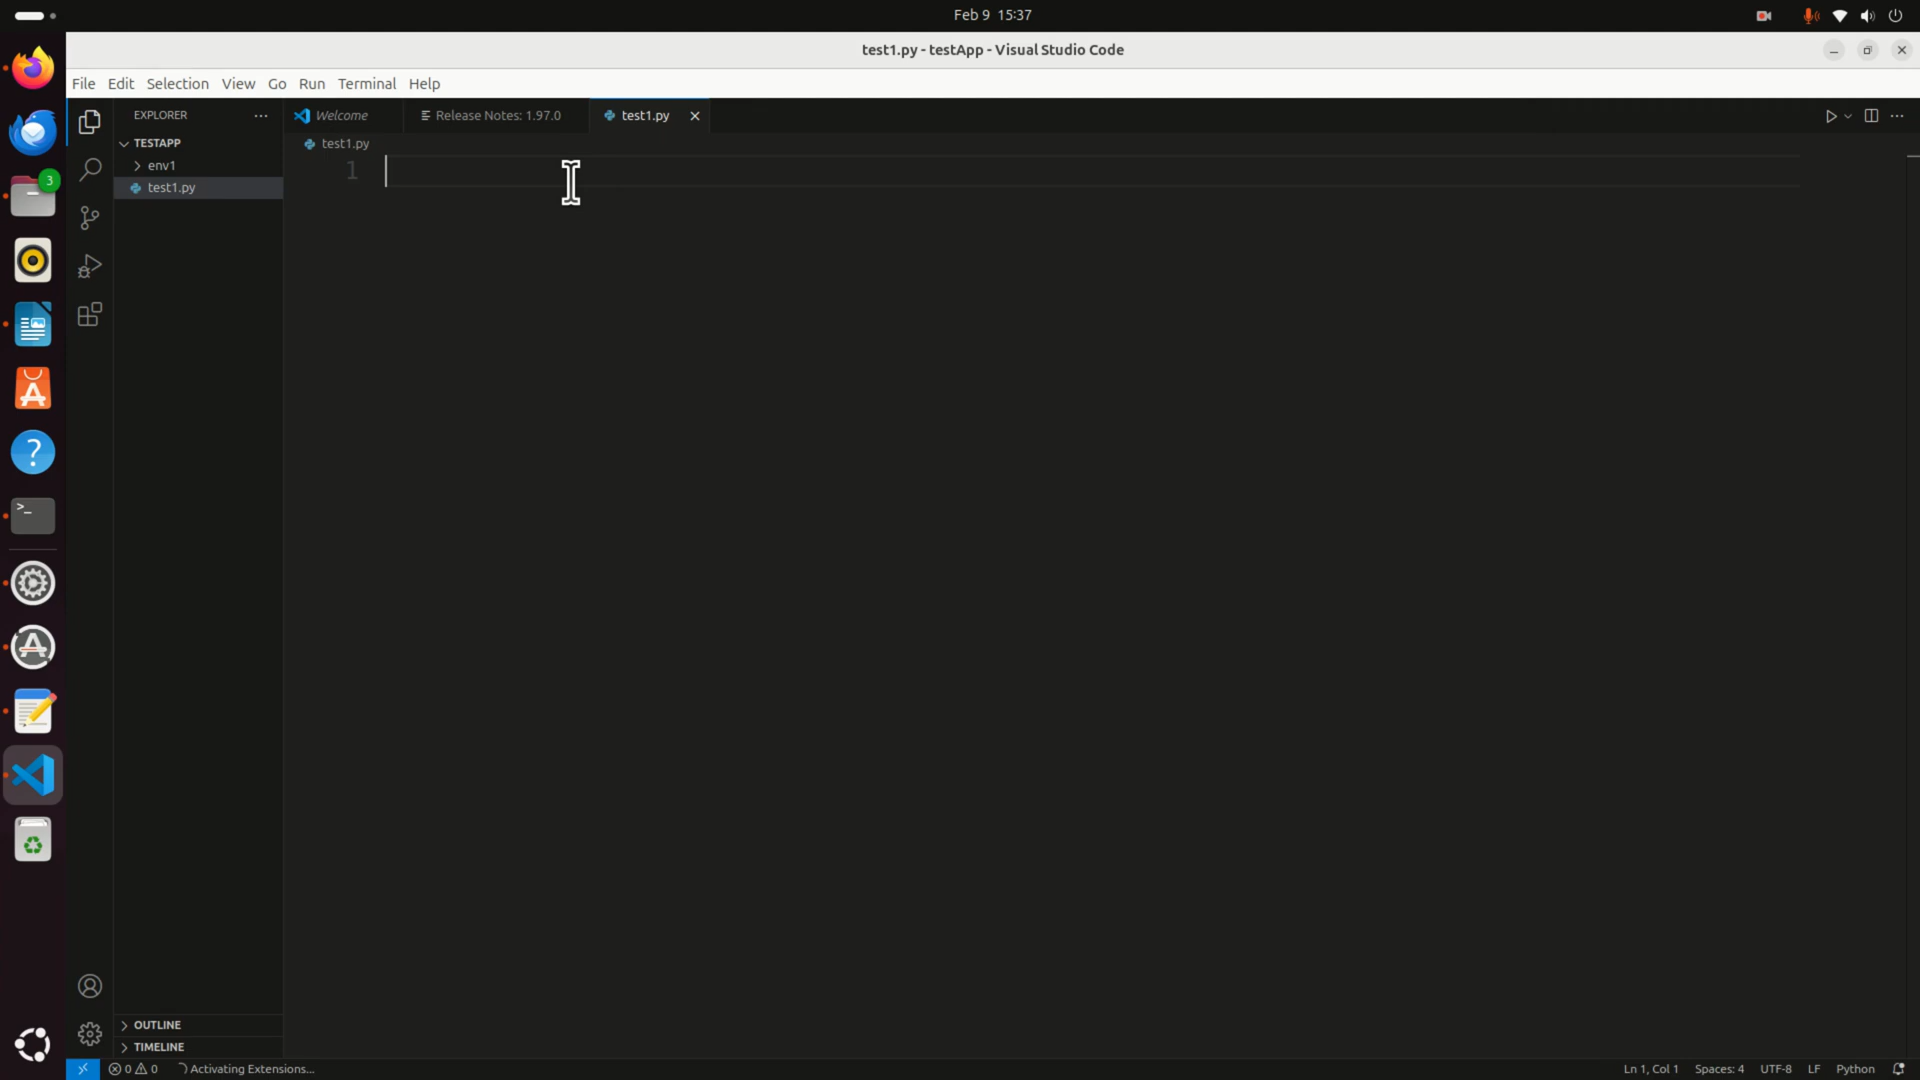 Feb 9 15:37
test1.py - testApp - Visual Studio Code
File Edit Selection View Go Run Terminal Help
EXPLORER
Welcome
Release Notes: 1.97.0
test1.py
TESTAPP
test1.py
env1
1
test1.py
3
OUTLINE
TIMELINE
0 0 Activating Extensions...
Ln 1, Col 1 Spaces: 4 UTF-8 LF Python